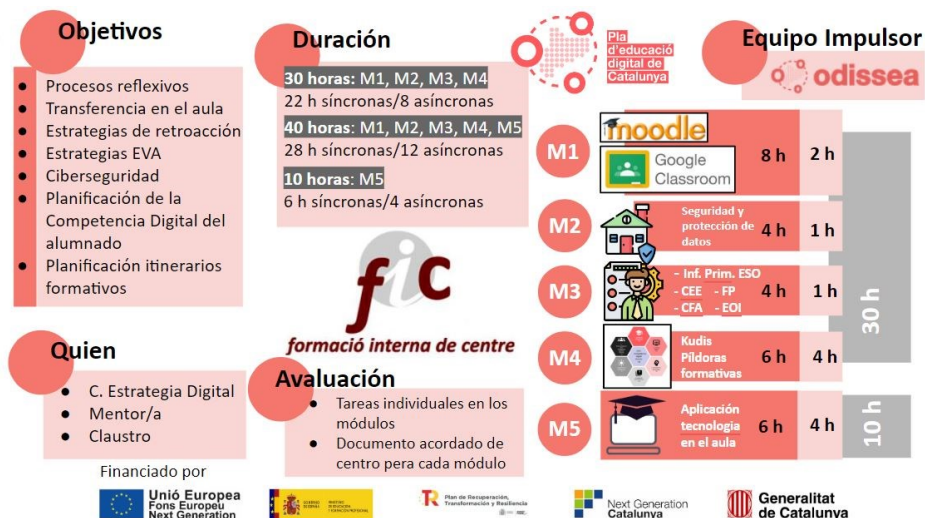 Objetivos
Procesos reflexivos
Transferencia en el aula
Estrategias de retroacción
Estrategias EVA
Ciberseguridad
Planificación de la
Competencia Digital del
alumnado
Planificación itinerarios
formativos
Duración
30 horas: M1, M2, M3, M4
22 h síncronas/8 asíncronas
40 horas: M1, M2, M3, M4, M5
28 h síncronas/12 asíncronas
10 horas: M5
6 h síncronas/4 asíncronas
Pla
d'educació
digital de
Catalunya
Equipo Impulsor
odissea
M1
moodle
Google
Classroom
8 h
2 h
M2
Seguridad y
protección de
datos
4 h
1 h
M3
- Inf. Prim. ESO
- CEE - FP
- CFA - EOI
4 h
1 h
M4
Kudis
Píldoras
formativas
6 h
4 h
30 h
M5
Aplicación
tecnologia
en el aula
6 h
4 h
10 h
fic
formació interna de centre
Quien
C. Estrategia Digital
Mentor/a
Claustro
Avaluación
Tareas individuales en los
módulos
Documento acordado de
centro pera cada módulo
Financiado por
Unió Europea
Fons Europeu
Next Generation
Plan de Recuperación,
Transformación y Resiliencia
Next Generation
Catalunya
Generalitat
de Catalunya